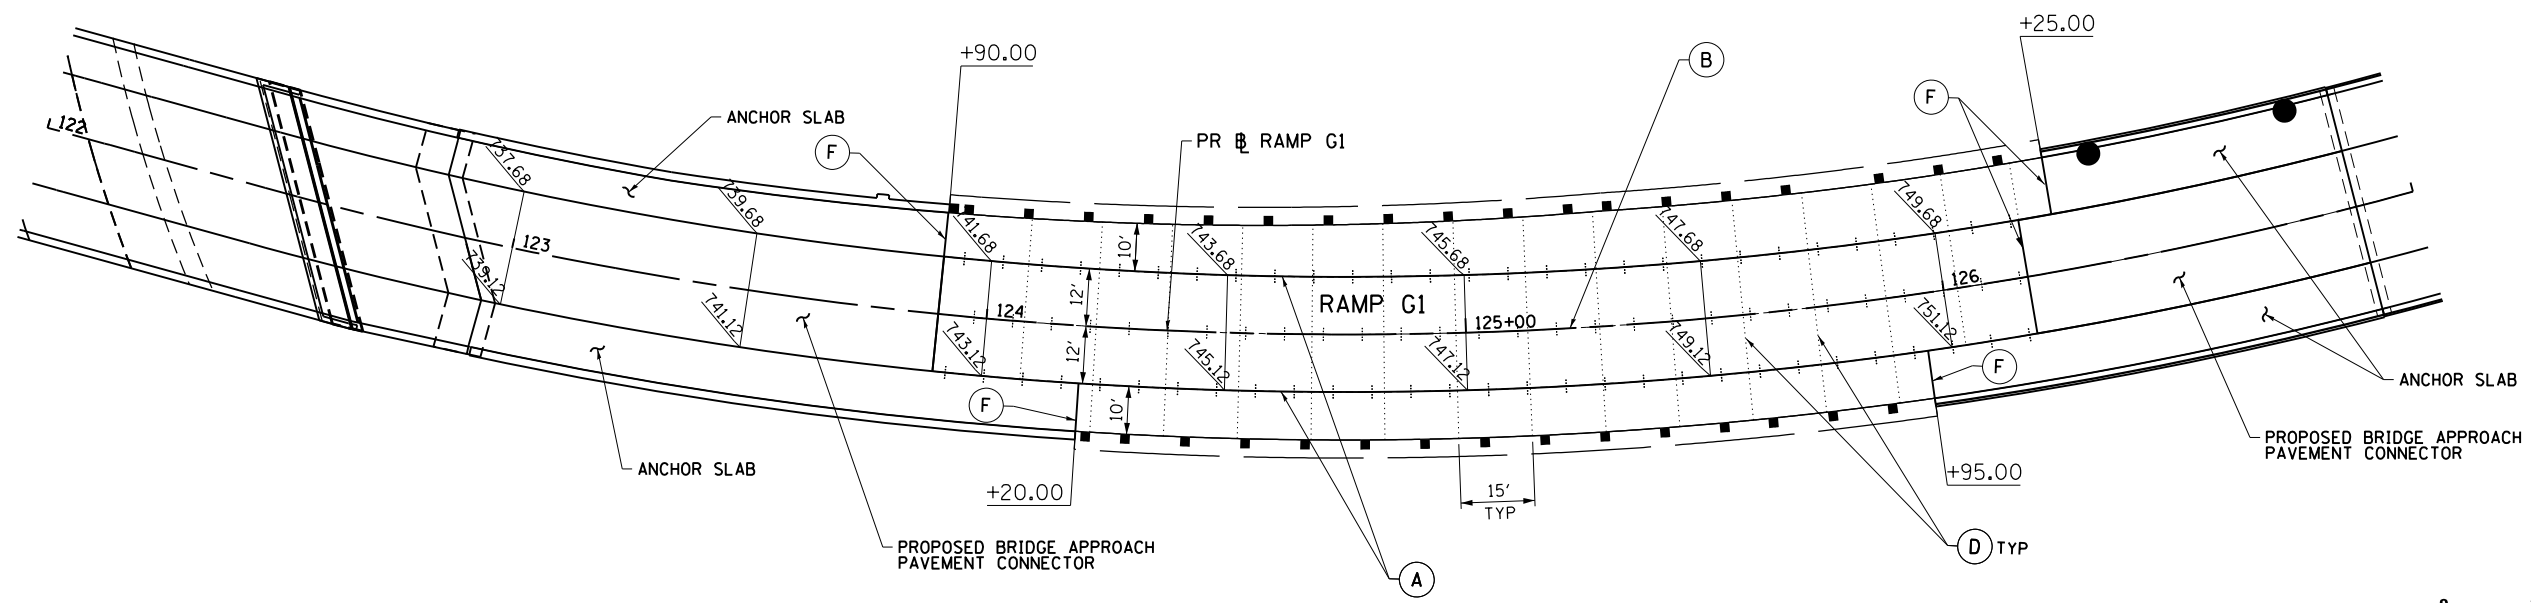 +25.00
+90.00
B
F
ANCHOR SLAB
122
F
PR ℄ RAMP G1
737.68
739.68
741.68
743.68
745.68
747.68
749.68
10'
123
739.12
741.12
743.12
745.12
747.12
749.12
751.12
12'
124
RAMP G1
125+00
126
12'
F
F
10'
ANCHOR SLAB
ANCHOR SLAB
+20.00
15'
TYP
+95.00
PROPOSED BRIDGE APPROACH
PAVEMENT CONNECTOR
PROPOSED BRIDGE APPROACH
PAVEMENT CONNECTOR
D TYP
A